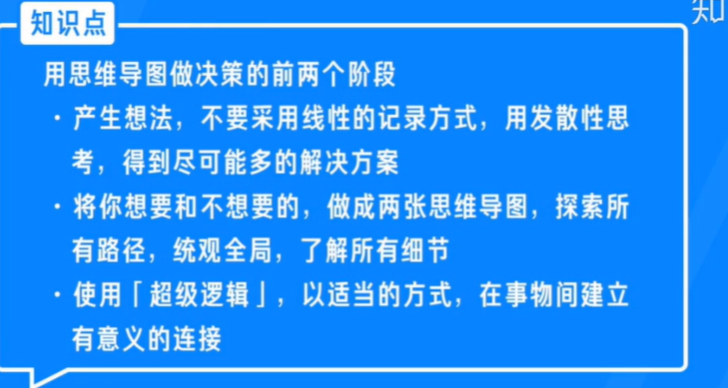 知
知识点
用思维导图做决策的前两个阶段
·产生想法，不要采用线性的记录方式，用发散性思
考，得到尽可能多的解决方案
·将你想要和不想要的，做成两张思维导图，探索所
有路径，统观全局，了解所有细节
·使用「超级逻辑」，以适当的方式，在事物间建立
有意义的连接